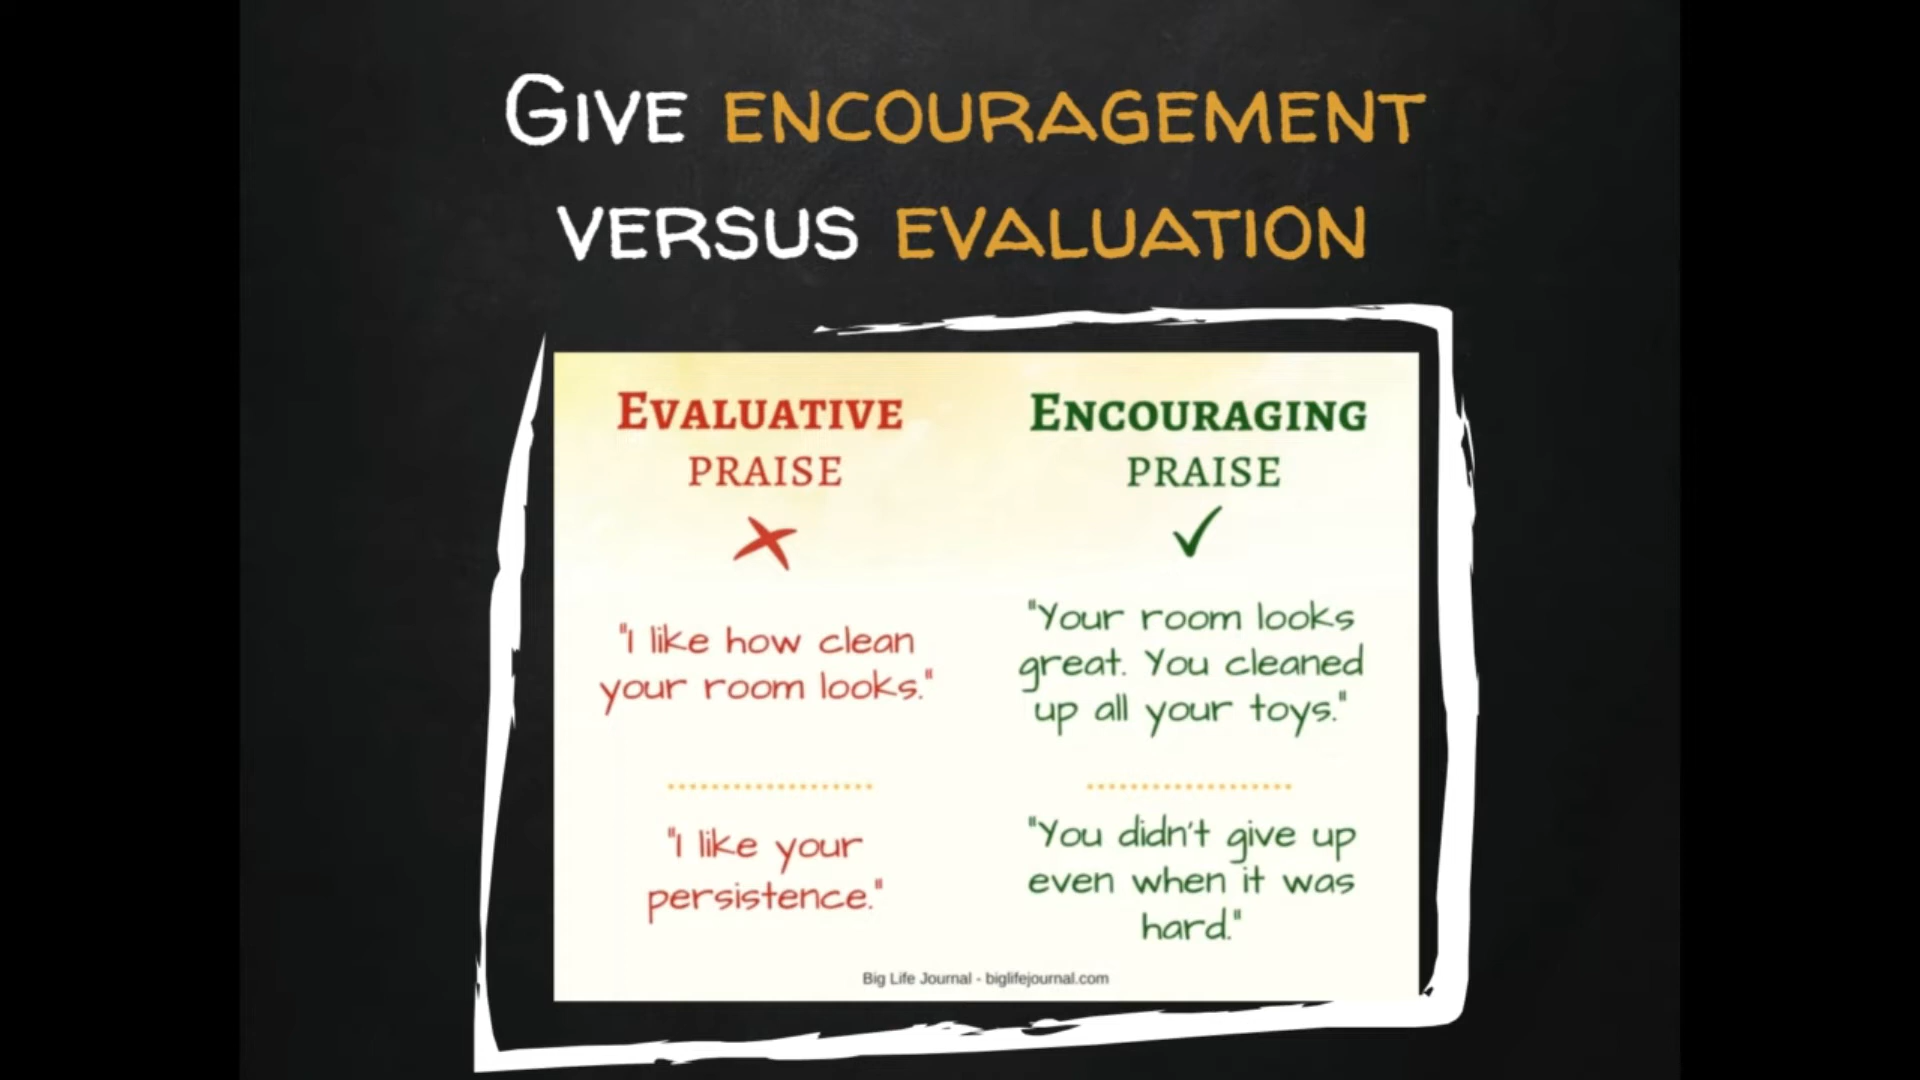 GIVE ENCOURAGEMENT
VERSUS EVALUATION
EVALUATIVE
PRAISE
"I like how clean
your room looks."
"I like your
persistence."
ENCOURAGING
PRAISE
"Your room looks
great. You cleaned
up all your toys."
"You didn't give up
even when it was
hard."
Big Life Journal - biglifejournal.com